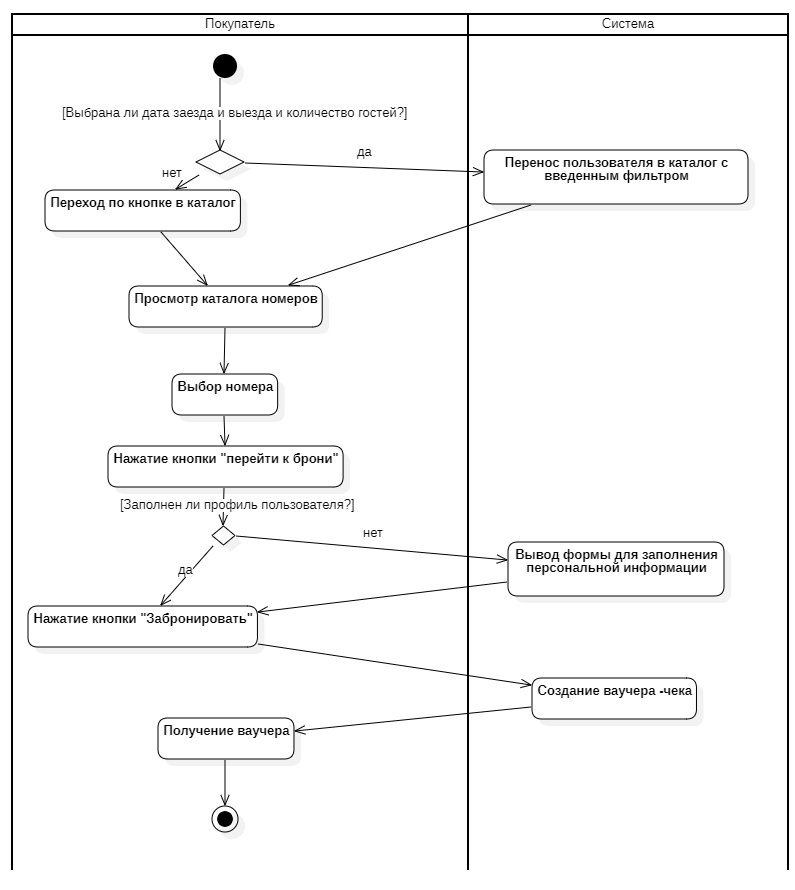 Покупатель
Система
[Выбрана ли дата заезда и выезда и количество гостей?]
да
нет
Перенос пользователя в каталог с
введенным фильтром
Переход по кнопке в каталог
Просмотр каталога номеров
Выбор номера
Нажатие кнопки "перейти к брони"
[Заполнен ли профиль пользователя?]
нет
да
Вывод формы для заполнения
персональной информации
Нажатие кнопки "Забронировать"
Создание ваучера -чека
Получение ваучера